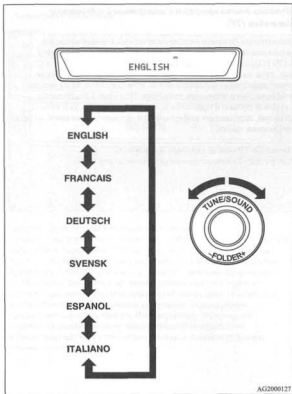 ENGLISH
ENGLISH
FRANCAIS
DEUTSCH
SVENSK
ESPANOL
ITALIANO
TUNE/SOUND
-FOLDER+
AG2000127